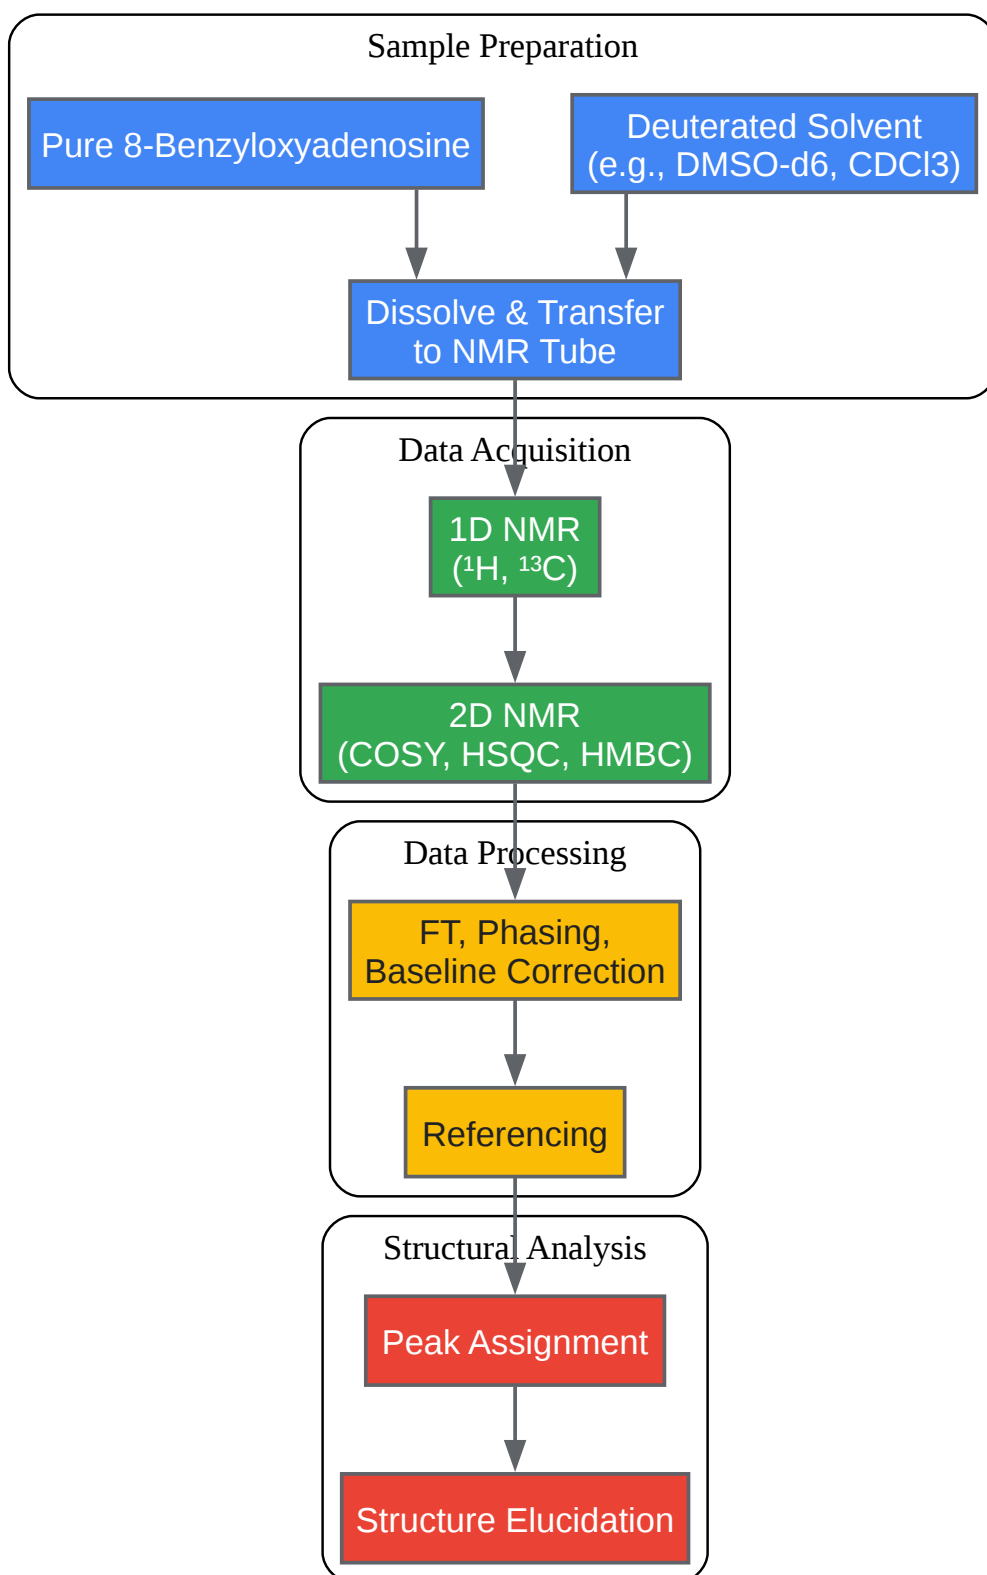 Sample Preparation
Pure 8-Benzyloxyadenosine
Deuterated Solvent
(e.g., DMSO-d6, CDCl3)
Dissolve & Transfer
to NMR Tube
Data Acquisition
1D NMR
(¹H, ¹³C)
2D NMR
(COSY, HSQC, HMBC)
Data Processing
FT, Phasing,
Baseline Correction
Referencing
Structural Analysis
Peak Assignment
Structure Elucidation